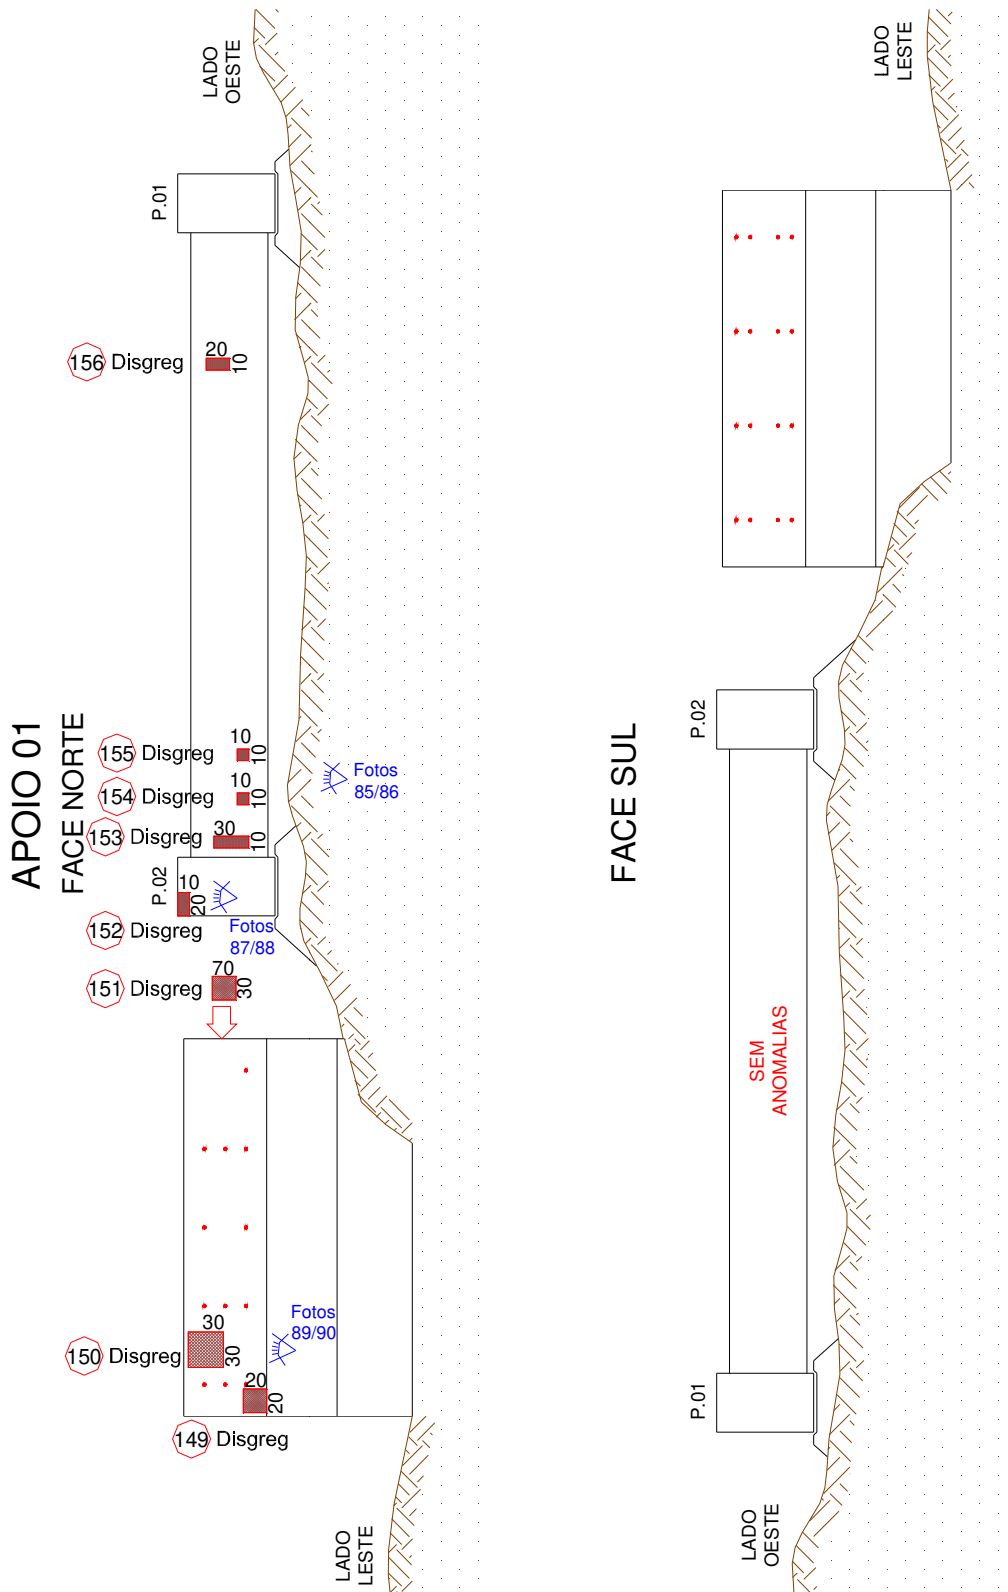 APOIO 01
FACE NORTE
LADO
OESTE
P.01
156 Disgreg
20
10
155 Disgreg
10
10
154 Disgreg
10
10
153 Disgreg
30
10
Fotos
85/86
P.02
10
20
152 Disgreg
Fotos
87/88
151 Disgreg
70
30
150 Disgreg
30
30
Fotos
89/90
20
20
149 Disgreg
LADO
LESTE
FACE SUL
LADO
LESTE
P.02
SEM
ANOMALIAS
P.01
LADO
OESTE